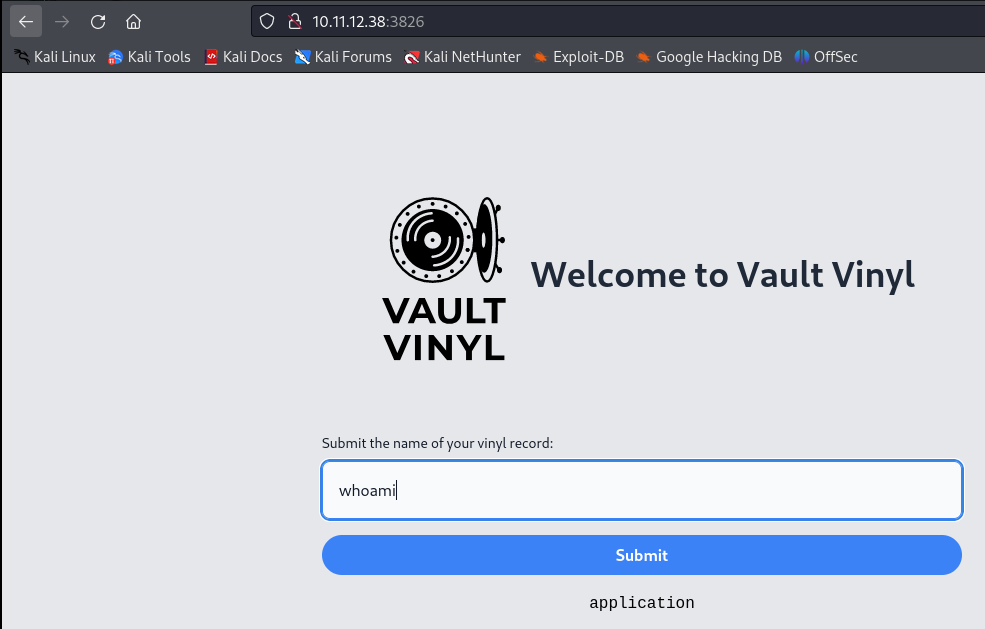 10.11.12.38:3826
Kali Linux Kali Tools Kali Docs Kali Forums Kali NetHunter Exploit-DB Google Hacking DB OffSec
VAULT
VINYL
Welcome to Vault Vinyl
Submit the name of your vinyl record:
whoami
Submit
application